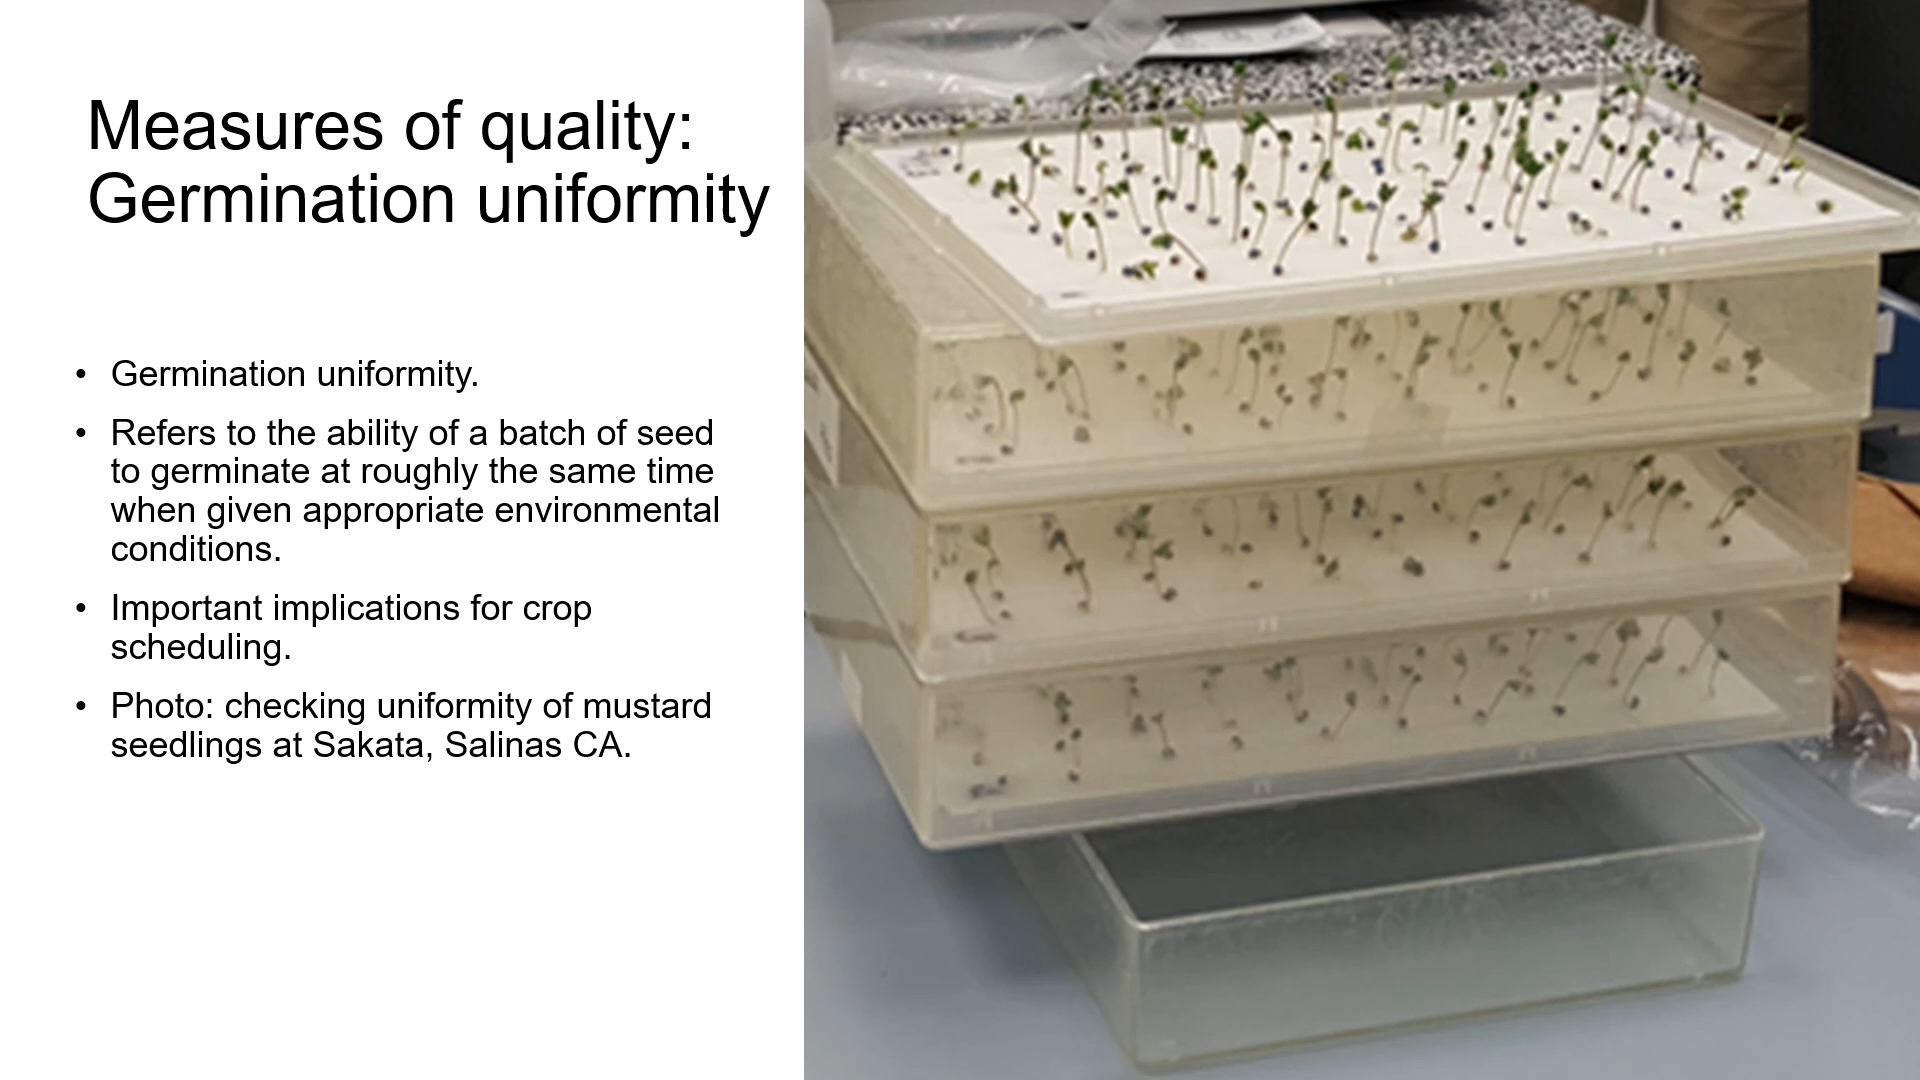 Measures of quality:
Germination uniformity
• Germination uniformity.
• Refers to the ability of a batch of seed
to germinate at roughly the same time
when given appropriate environmental
conditions.
• Important implications for crop
scheduling.
• Photo: checking uniformity of mustard
seedlings at Sakata, Salinas CA.